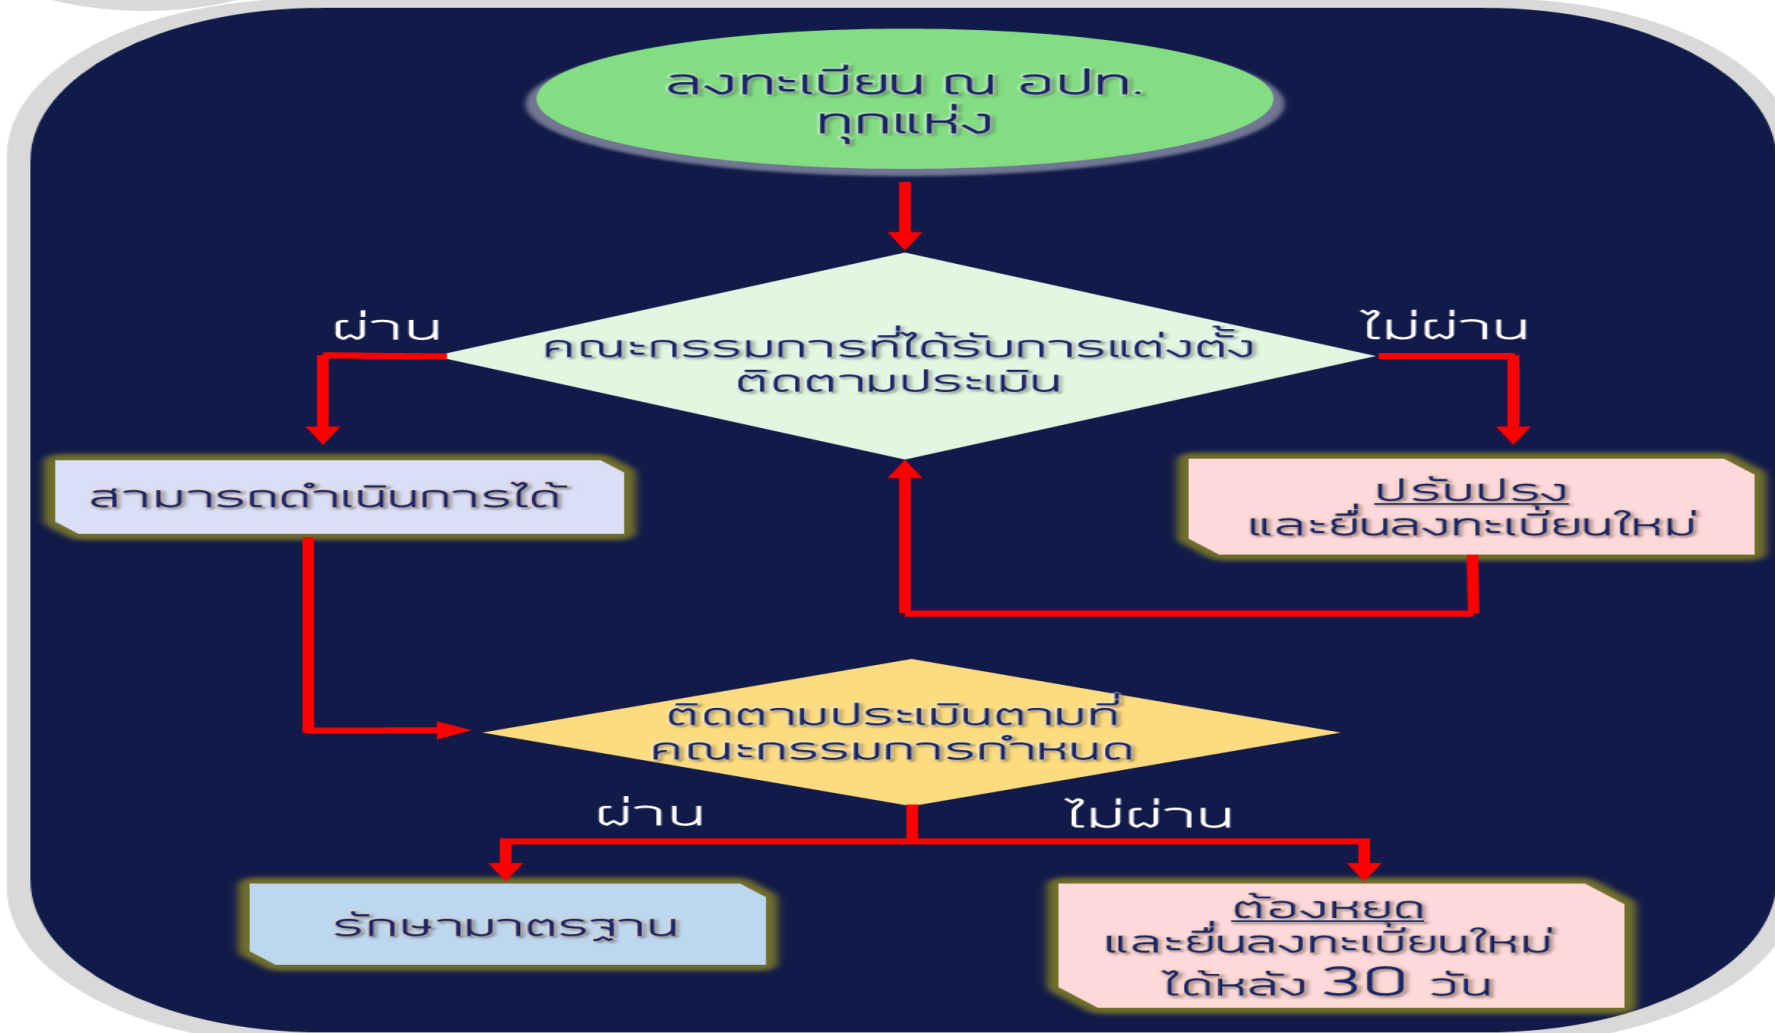 ลงทะเบียน ณ อปท.
ทุกแห่ง
ผ่าน
ไม่ผ่าน
คณะกรรมการที่ได้รับการแต่งตั้ง
ติดตามประเมิน
สามารถดำเนินการได้
ปรับปรุง
และยื่นลงทะเบียนใหม่
ติดตามประเมินตามที่
คณะกรรมการกำหนด
ผ่าน
ไม่ผ่าน
รักษามาตรฐาน
ต้องหยุด
และยื่นลงทะเบียนใหม่
ได้หลัง 30 วัน